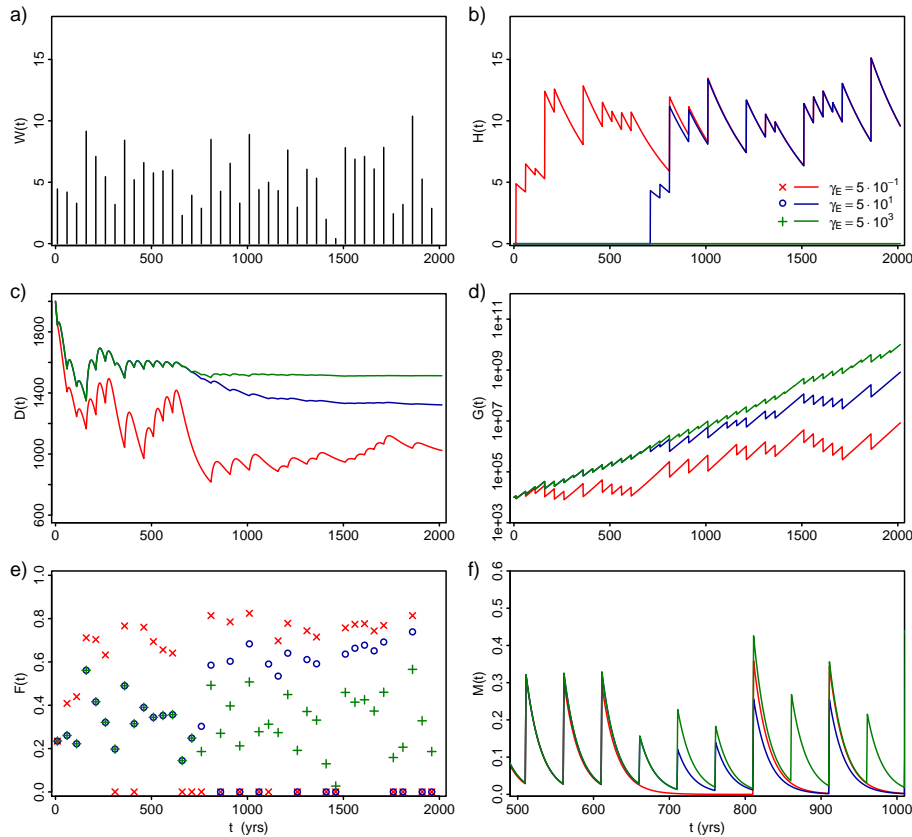 a)
W(t)
0 5 10 15
0 500 1000 1500 2000
b)
H(t)
0 5 10 15
0 500 1000 1500 2000
γE = 5 · 10^−1
γE = 5 · 10^1
γE = 5 · 10^3
c)
D(t)
600 1000 1400 1800
0 500 1000 1500 2000
d)
G(t)
1e+03 1e+05 1e+07 1e+09 1e+11
0 500 1000 1500 2000
e)
F(t)
0.0 0.2 0.4 0.6 0.8 1.0
0 500 1000 1500 2000
t (yrs)
f)
M(t)
0.0 0.1 0.2 0.3 0.4 0.5 0.6
500 600 700 800 900 1000
t (yrs)